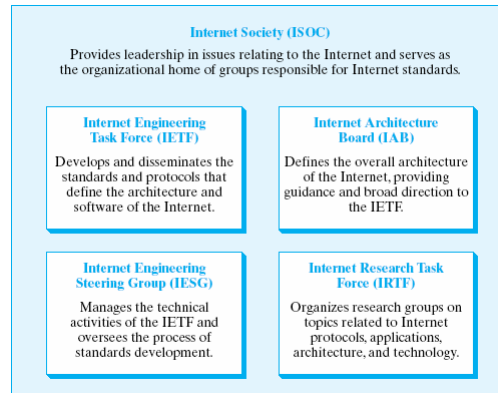 Internet Society (ISOC)
Provides leadership in issues relating to the Internet and serves as
the organizational home of groups responsible for Internet standards.
Internet Engineering
Task Force (IETF)
Develops and disseminates the
standards and protocols that
define the architecture and
software of the Internet.
Internet Architecture
Board (IAB)
Defines the overall architecture
of the Internet, providing
guidance and broad direction to
the IETF.
Internet Engineering
Steering Group (IESG)
Manages the technical
activities of the IETF and
oversees the process of
standards development.
Internet Research Task
Force (IRTF)
Organizes research groups on
topics related to Internet
protocols, applications,
architecture, and technology.